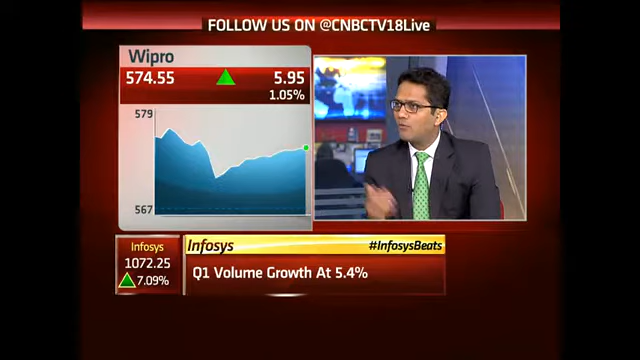 FOLLOW US ON @CNBCTV18Live
Wipro
574.55 5.95
1.05%
579
567
Infosys
1072.25
7.09%
Infosys #InfosysBeats
Q1 Volume Growth At 5.4%